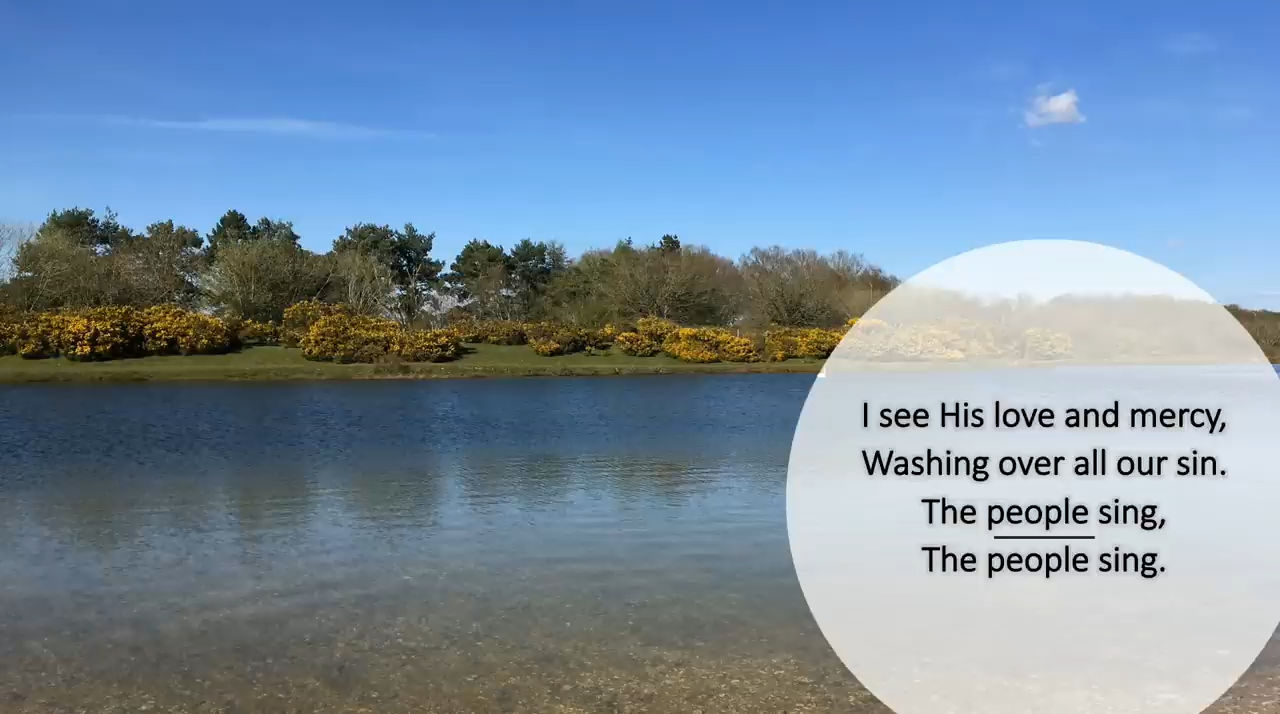 I see His love and mercy,
Washing over all our sin.
The people sing,
The people sing.